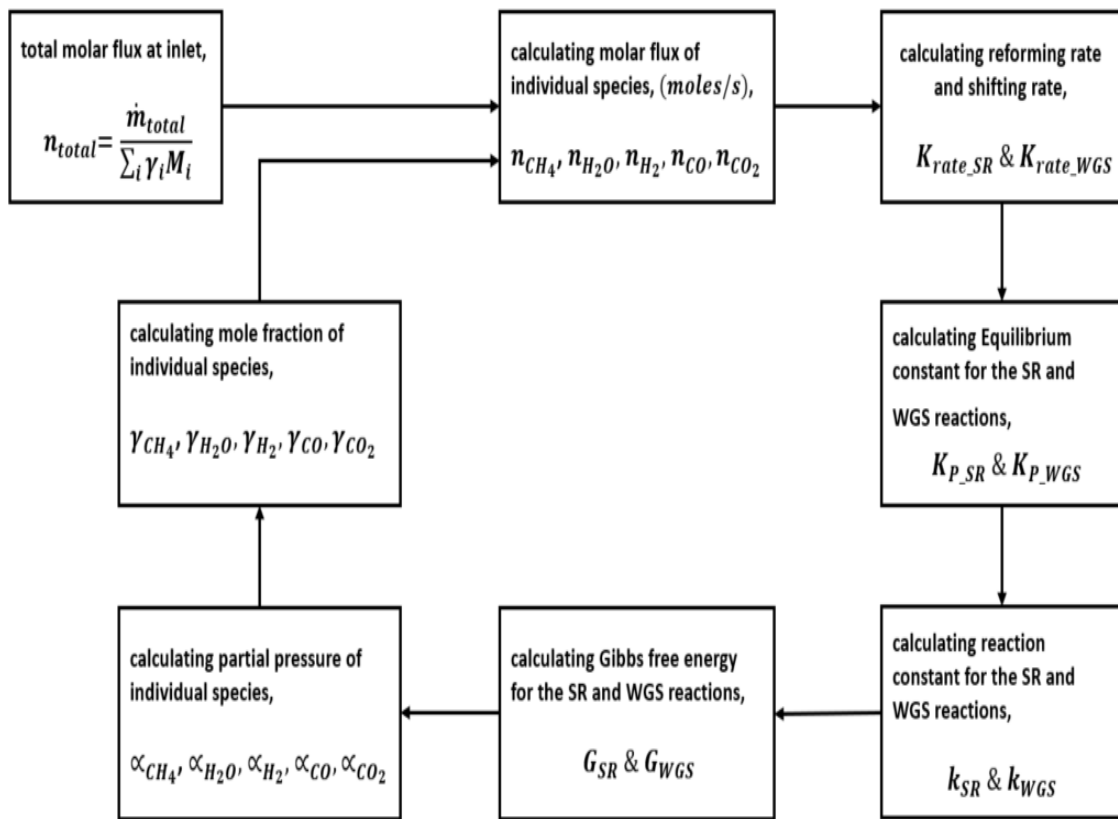 total molar flux at inlet,
n_total = ṁ_total / ∑_i γ_i M_i
calculating molar flux of
individual species, (moles/s),
n_CH₄, n_H₂O, n_H₂, n_CO, n_CO₂
calculating reforming rate
and shifting rate,
K_rate_SR & K_rate_WGS
calculating Equilibrium
constant for the SR and
WGS reactions,
K_P_SR & K_P_WGS
calculating reaction
constant for the SR and
WGS reactions,
k_SR & k_WGS
calculating Gibbs free energy
for the SR and WGS reactions,
G_SR & G_WGS
calculating partial pressure of
individual species,
∝_CH₄, ∝_H₂O, ∝_H₂, ∝_CO, ∝_CO₂
calculating mole fraction of
individual species,
γ_CH₄, γ_H₂O, γ_H₂, γ_CO, γ_CO₂